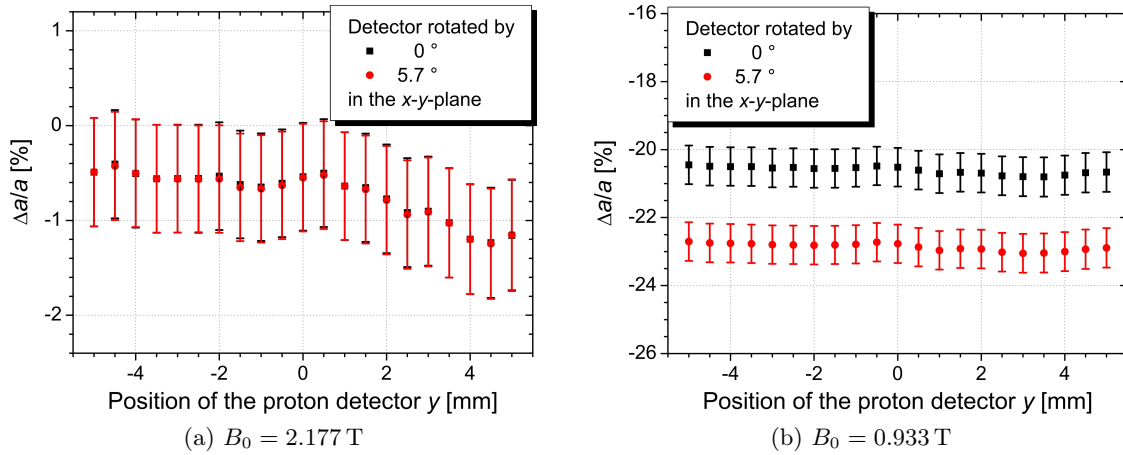 Detector rotated by
0 °
5.7 °
in the x-y-plane
1
0
-1
-2
Δa/a [%]
-4 -2 0 2 4
Position of the proton detector y [mm]
(a) B₀ = 2.177 T
Detector rotated by
0 °
5.7 °
in the x-y-plane
-16
-18
-20
-22
-24
-26
Δa/a [%]
-4 -2 0 2 4
Position of the proton detector y [mm]
(b) B₀ = 0.933 T